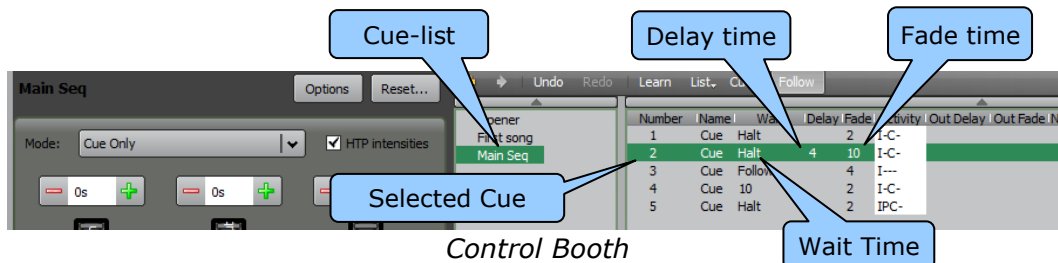 Cue-list
Delay time
Fade time
Main Seq
Options
Reset...
Undo
Redo
Learn
List
Follow
Mode:
Cue Only
HTP intensities
First song
Main Seq
Number Name Delay Fade Activity Out Delay Out Fade
1 Cue Halt 2 I-C-
2 Cue Halt 4 10 I-C-
3 Cue Follow 4 I---
4 Cue 10 2 I-C-
5 Cue Halt 2 IPC-
0s
0s
Selected Cue
Wait Time
Control Booth